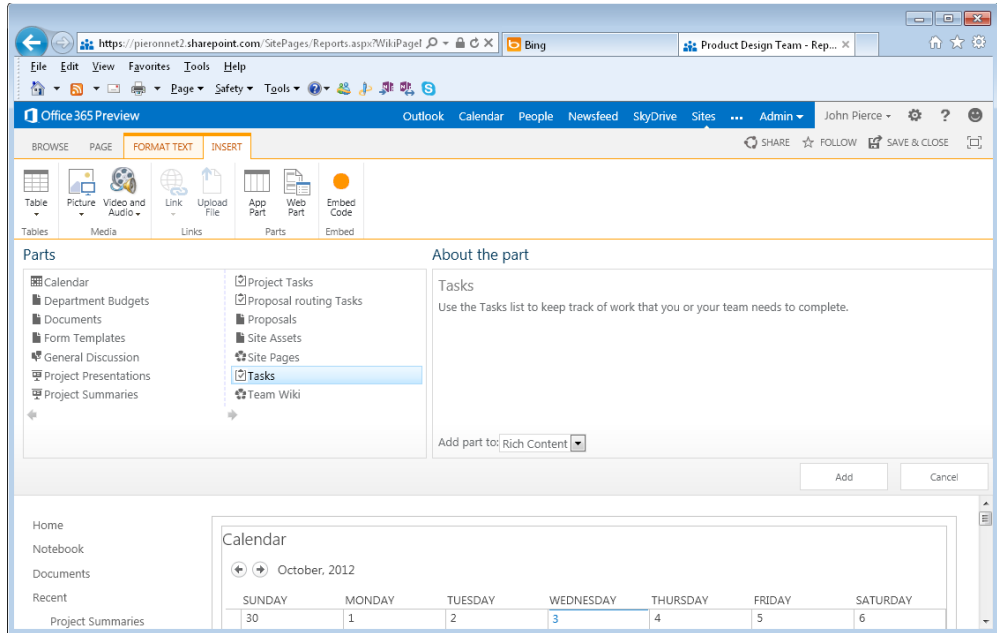 https://pieronnet2.sharepoint.com/SitePages/Reports.aspx?WikiPageI
Bing
Product Design Team - Rep...
File Edit View Favorites Tools Help
Page Safety Tools
Office 365 Preview
Outlook Calendar People Newsfeed SkyDrive Sites ... Admin John Pierce ?
BROWSE PAGE FORMAT TEXT INSERT
SHARE FOLLOW SAVE & CLOSE
Table Picture Video and Audio Link Upload File App Part Web Part Embed Code
Tables Media Links Parts Embed
Parts
Calendar
Department Budgets
Documents
Form Templates
General Discussion
Project Presentations
Project Summaries
Project Tasks
Proposal routing Tasks
Proposals
Site Assets
Site Pages
Tasks
Team Wiki
About the part
Tasks
Use the Tasks list to keep track of work that you or your team needs to complete.
Add part to: Rich Content
Add Cancel
Home
Notebook
Documents
Recent
Project Summaries
Calendar
October, 2012
SUNDAY MONDAY TUESDAY WEDNESDAY THURSDAY FRIDAY SATURDAY
30 1 2 3 4 5 6